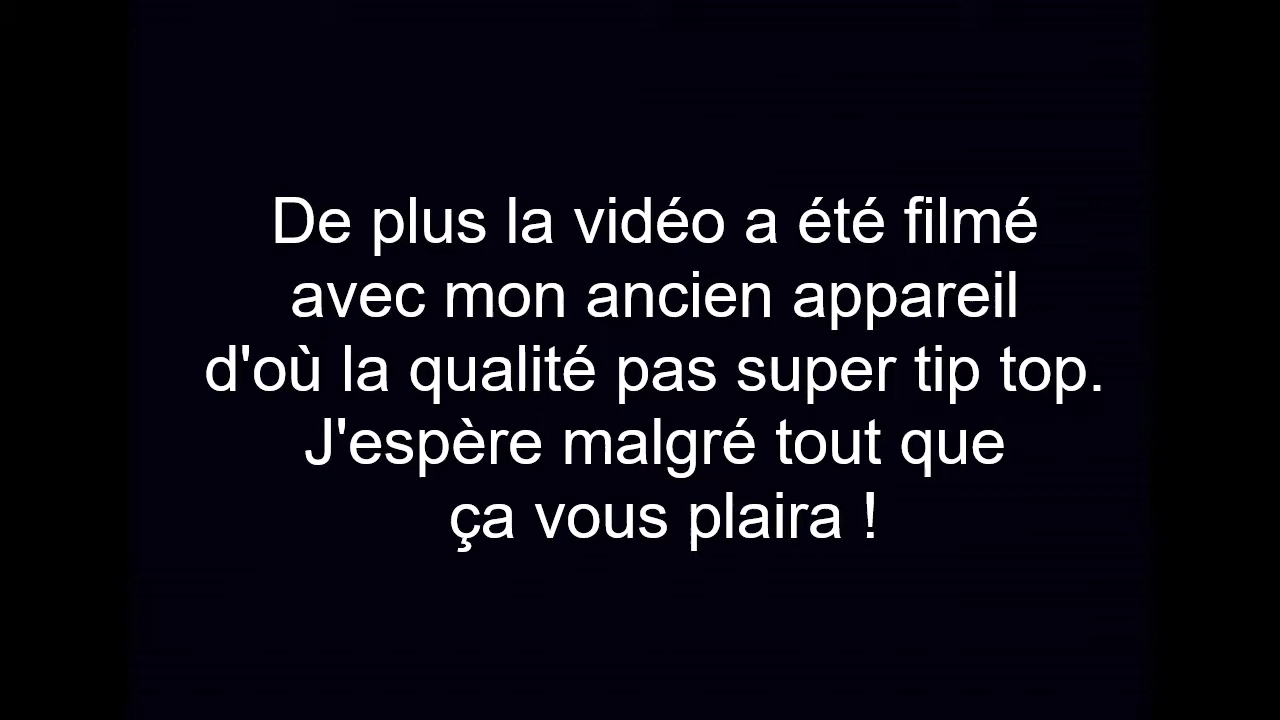 De plus la vidéo a été filmé
avec mon ancien appareil
d'où la qualité pas super tip top.
J'espère malgré tout que
ça vous plaira !